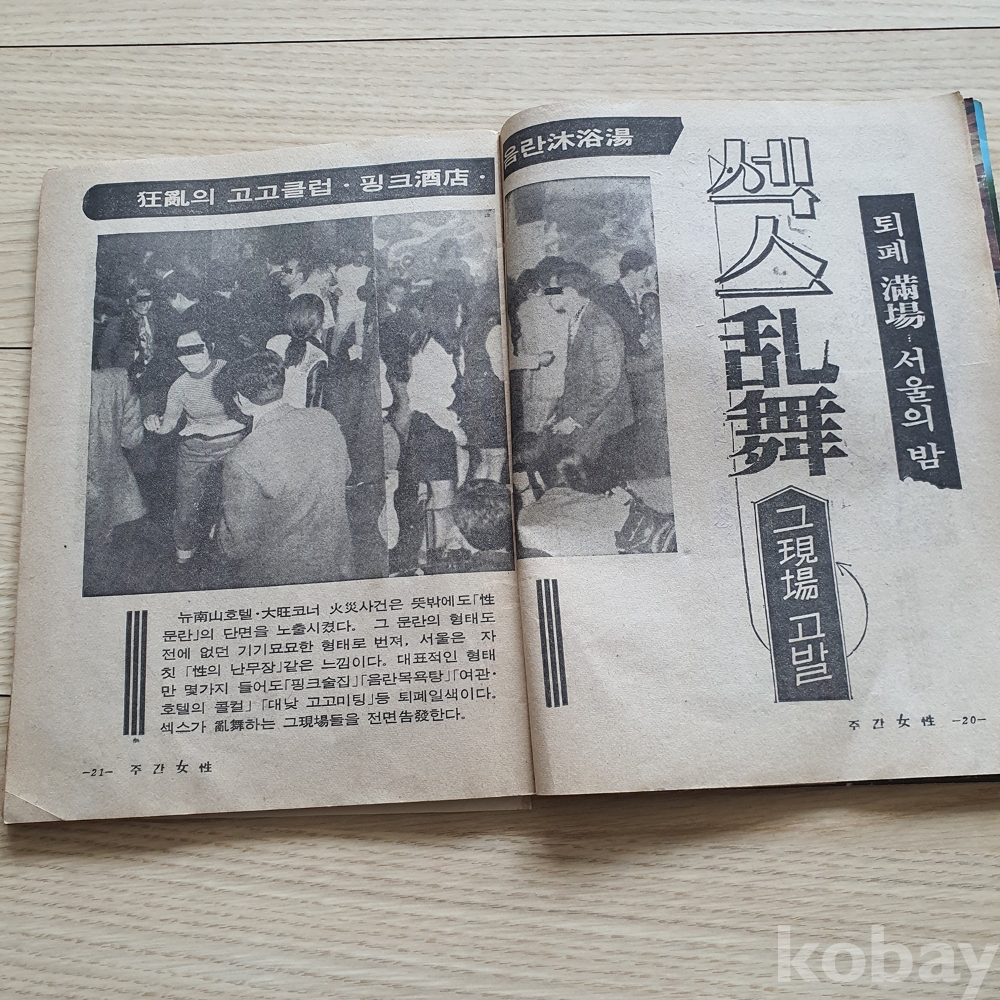 狂亂의 고고클럽·핑크酒店·음란沐浴湯
퇴폐 滿場…서울의 밤
섹스乱舞
그 現場 고발
뉴南山호텔·大旺코너 火災사건은 뜻밖에도「性
문란」의 단면을 노출시켰다. 그 문란의 형태도
전에 없던 기기묘묘한 형태로 번져, 서울은 자
칫「性의 난무장」같은 느낌이다. 대표적인 형태
만 몇가지 들어도「핑크술집」「음란목욕탕」「여관·
호텔의 콜걸」「대낮 고고미팅」등 퇴폐일색이다.
섹스가 亂舞하는 그現場들을 전면告發한다.
-21- 주간女性
주간女性 -20-
kobay